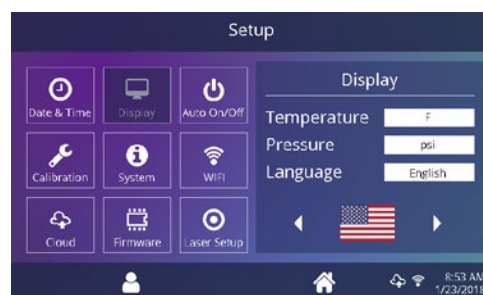 Setup
Date & Time
Display
Auto On/Off
Calibration
System
WIFI
Cloud
Firmware
Laser Setup
Display
Temperature F
Pressure psi
Language English
8:53 AM
1/23/2018